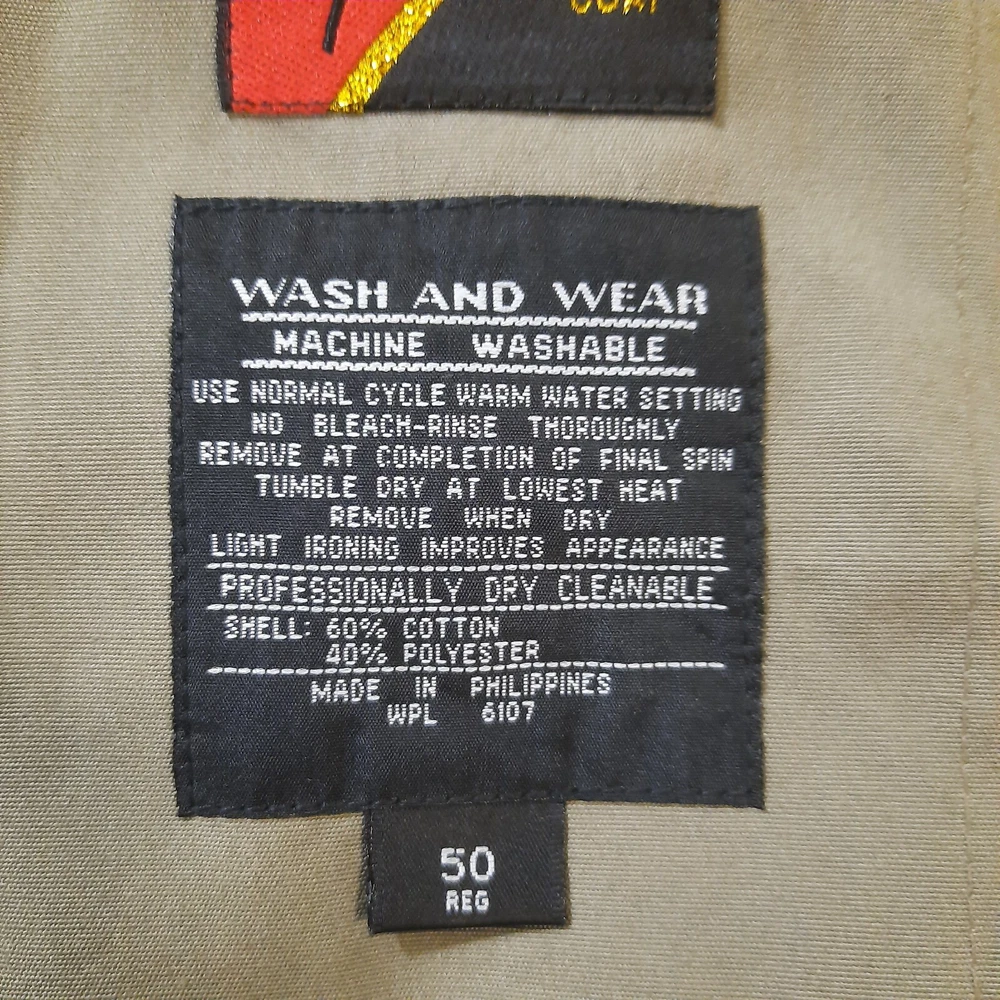 WASH AND WEAR
MACHINE WASHABLE
USE NORMAL CYCLE WARM WATER SETTING
NO BLEACH-RINSE THOROUGHLY
REMOVE AT COMPLETION OF FINAL SPIN
TUMBLE DRY AT LOWEST HEAT
REMOVE WHEN DRY
LIGHT IRONING IMPROVES APPEARANCE
PROFESSIONALLY DRY CLEANABLE
SHELL: 60% COTTON
40% POLYESTER
MADE IN PHILIPPINES
WPL 6107
50
REG